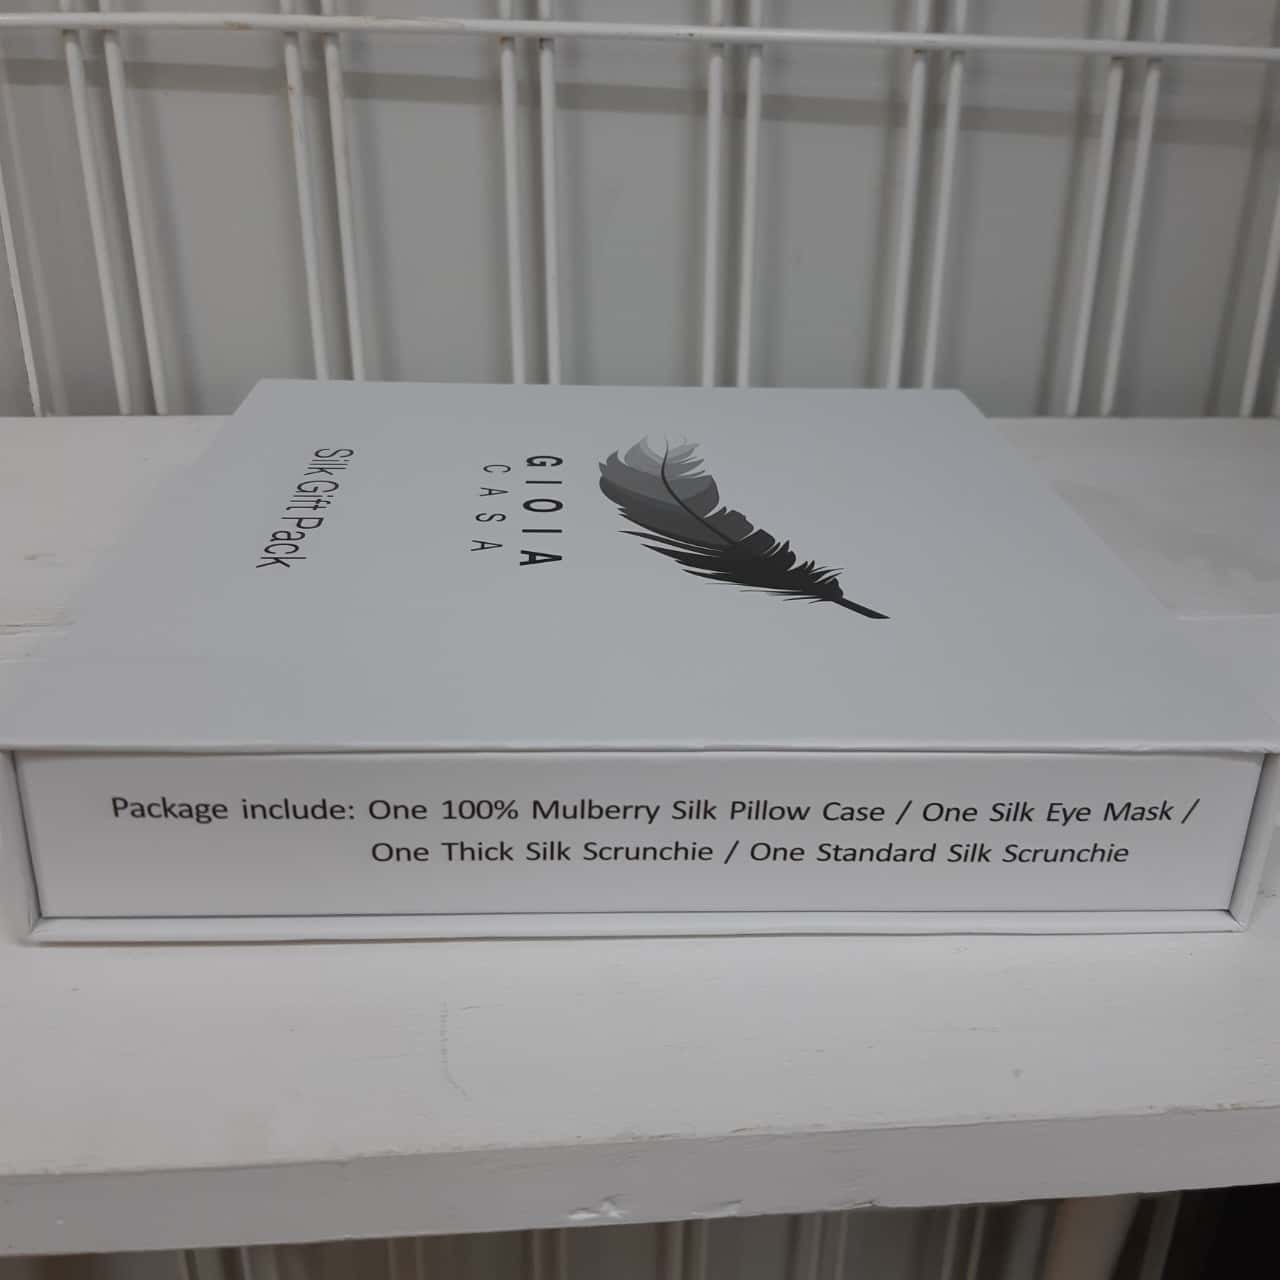 GIOIA
CASA
Silk Gift Pack
Package include: One 100% Mulberry Silk Pillow Case / One Silk Eye Mask /
One Thick Silk Scrunchie / One Standard Silk Scrunchie